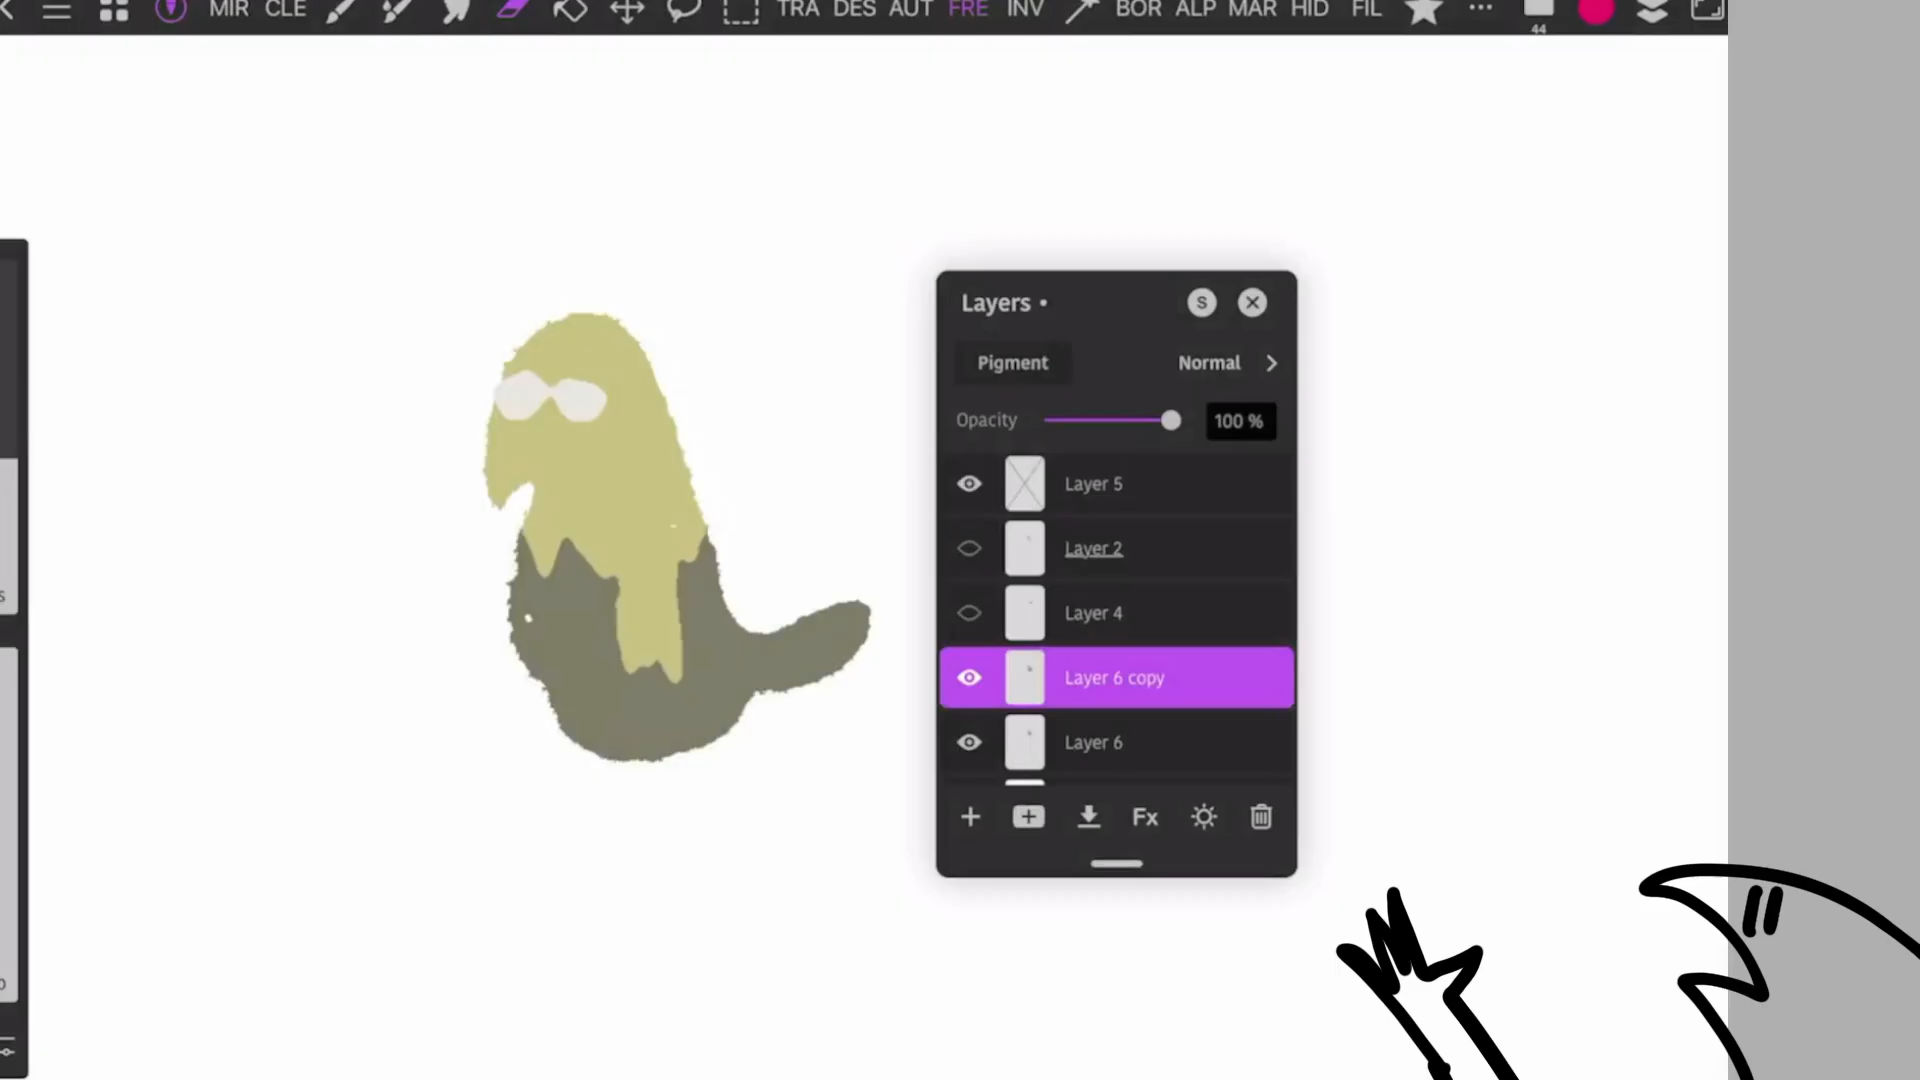 MIR CLE TRA DES AUT FRE INV BOR ALP MAR HID FIL
44
Layers • S
Pigment Normal
Opacity 100 %
Layer 5
Layer 2
Layer 4
Layer 6 copy
Layer 6
Fx